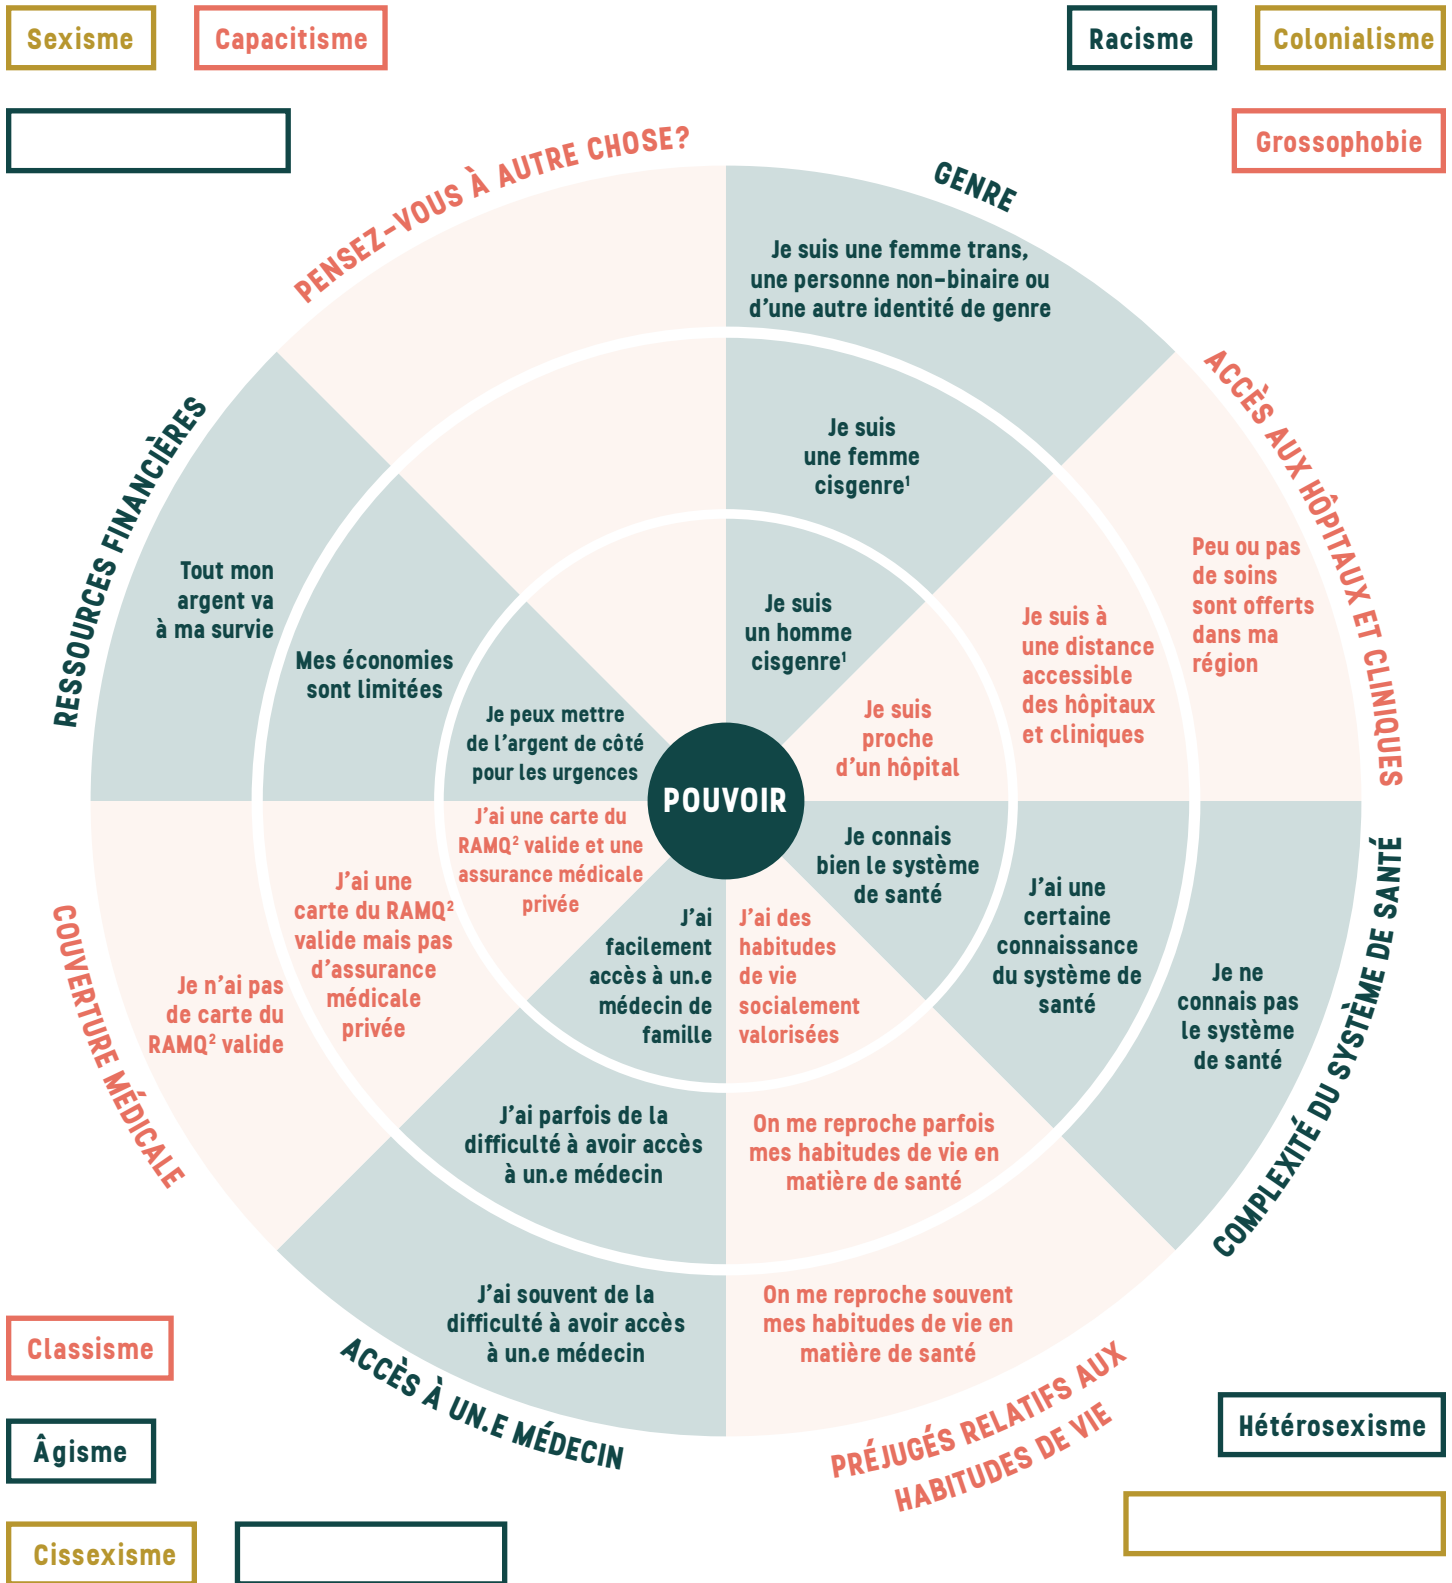 Sexisme
Capacitisme
Racisme
Colonialisme
Grossophobie
PENSEZ-VOUS À AUTRE CHOSE?
GENRE
Je suis une femme trans,
une personne non-binaire ou
d'une autre identité de genre
Je suis
une femme
cisgenre¹
Je suis
un homme
cisgenre¹
ACCÈS AUX HÔPITAUX ET CLINIQUES
Peu ou pas
de soins
sont offerts
dans ma
région
Je suis à
une distance
accessible
des hôpitaux
et cliniques
Je suis
proche
d'un hôpital
RESSOURCES FINANCIÈRES
Tout mon
argent va
à ma survie
Mes économies
sont limitées
Je peux mettre
de l'argent de côté
pour les urgences
POUVOIR
COUVERTURE MÉDICALE
J'ai une carte du
RAMQ² valide et une
assurance médicale
privée
J'ai une
carte du RAMQ²
valide mais pas
d'assurance
médicale
privée
Je n'ai pas
de carte du
RAMQ² valide
COMPLEXITÉ DU SYSTÈME DE SANTÉ
Je connais
bien le système
de santé
J'ai une
certaine
connaissance
du système de
santé
Je ne
connais pas
le système
de santé
J'ai
facilement
accès à un.e
médecin de
famille
J'ai parfois de la
difficulté à avoir accès
à un.e médecin
J'ai souvent de la
difficulté à avoir accès
à un.e médecin
ACCÈS À UN.E MÉDECIN
J'ai des
habitudes
de vie
socialement
valorisées
On me reproche parfois
mes habitudes de vie en
matière de santé
On me reproche souvent
mes habitudes de vie en
matière de santé
PRÉJUGÉS RELATIFS AUX
HABITUDES DE VIE
Classisme
Âgisme
Cissexisme
Hétérosexisme